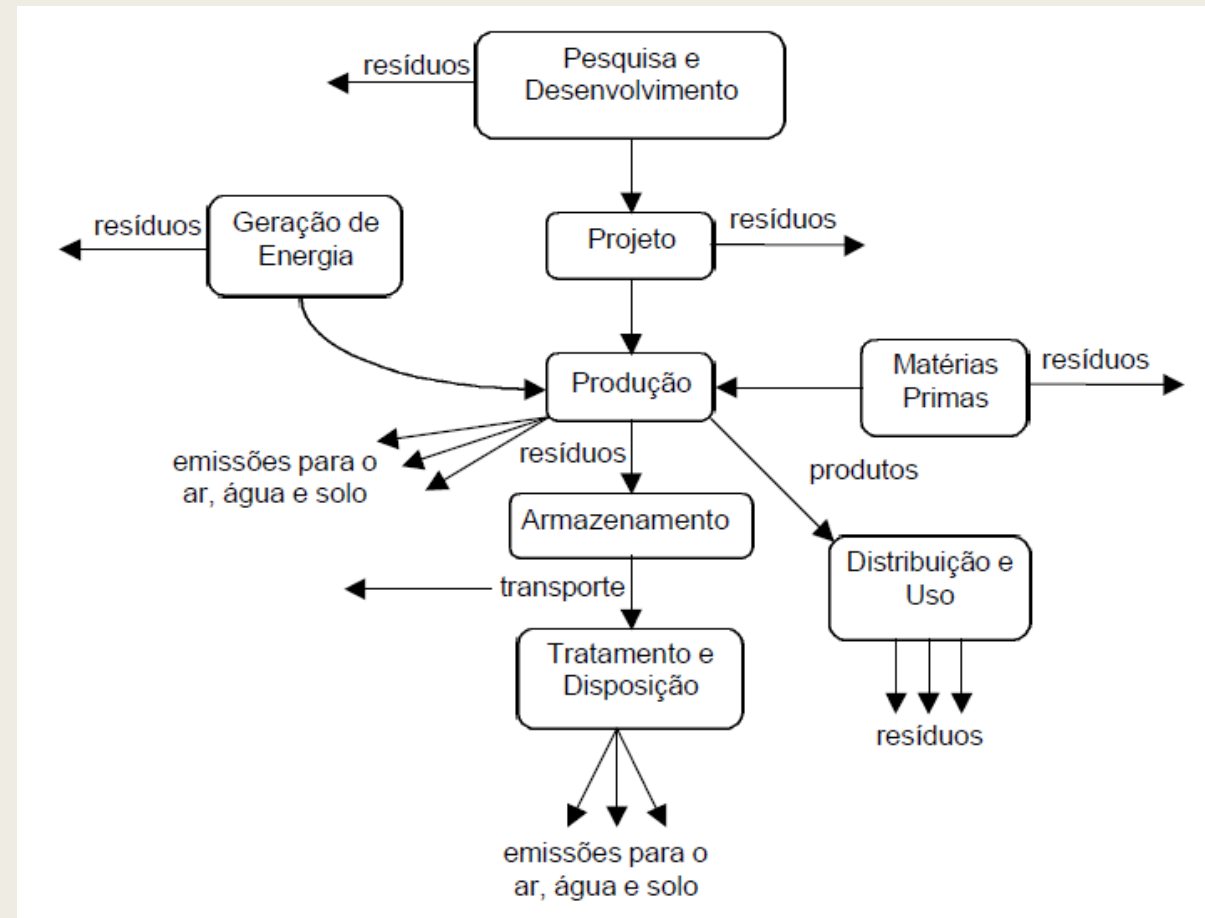 resíduos
Pesquisa e
Desenvolvimento
resíduos
Geração de
Energia
Projeto
resíduos
Produção
Matérias
Primas
resíduos
emissões para o
ar, água e solo
resíduos
produtos
Armazenamento
transporte
Distribuição e
Uso
Tratamento e
Disposição
resíduos
emissões para o
ar, água e solo